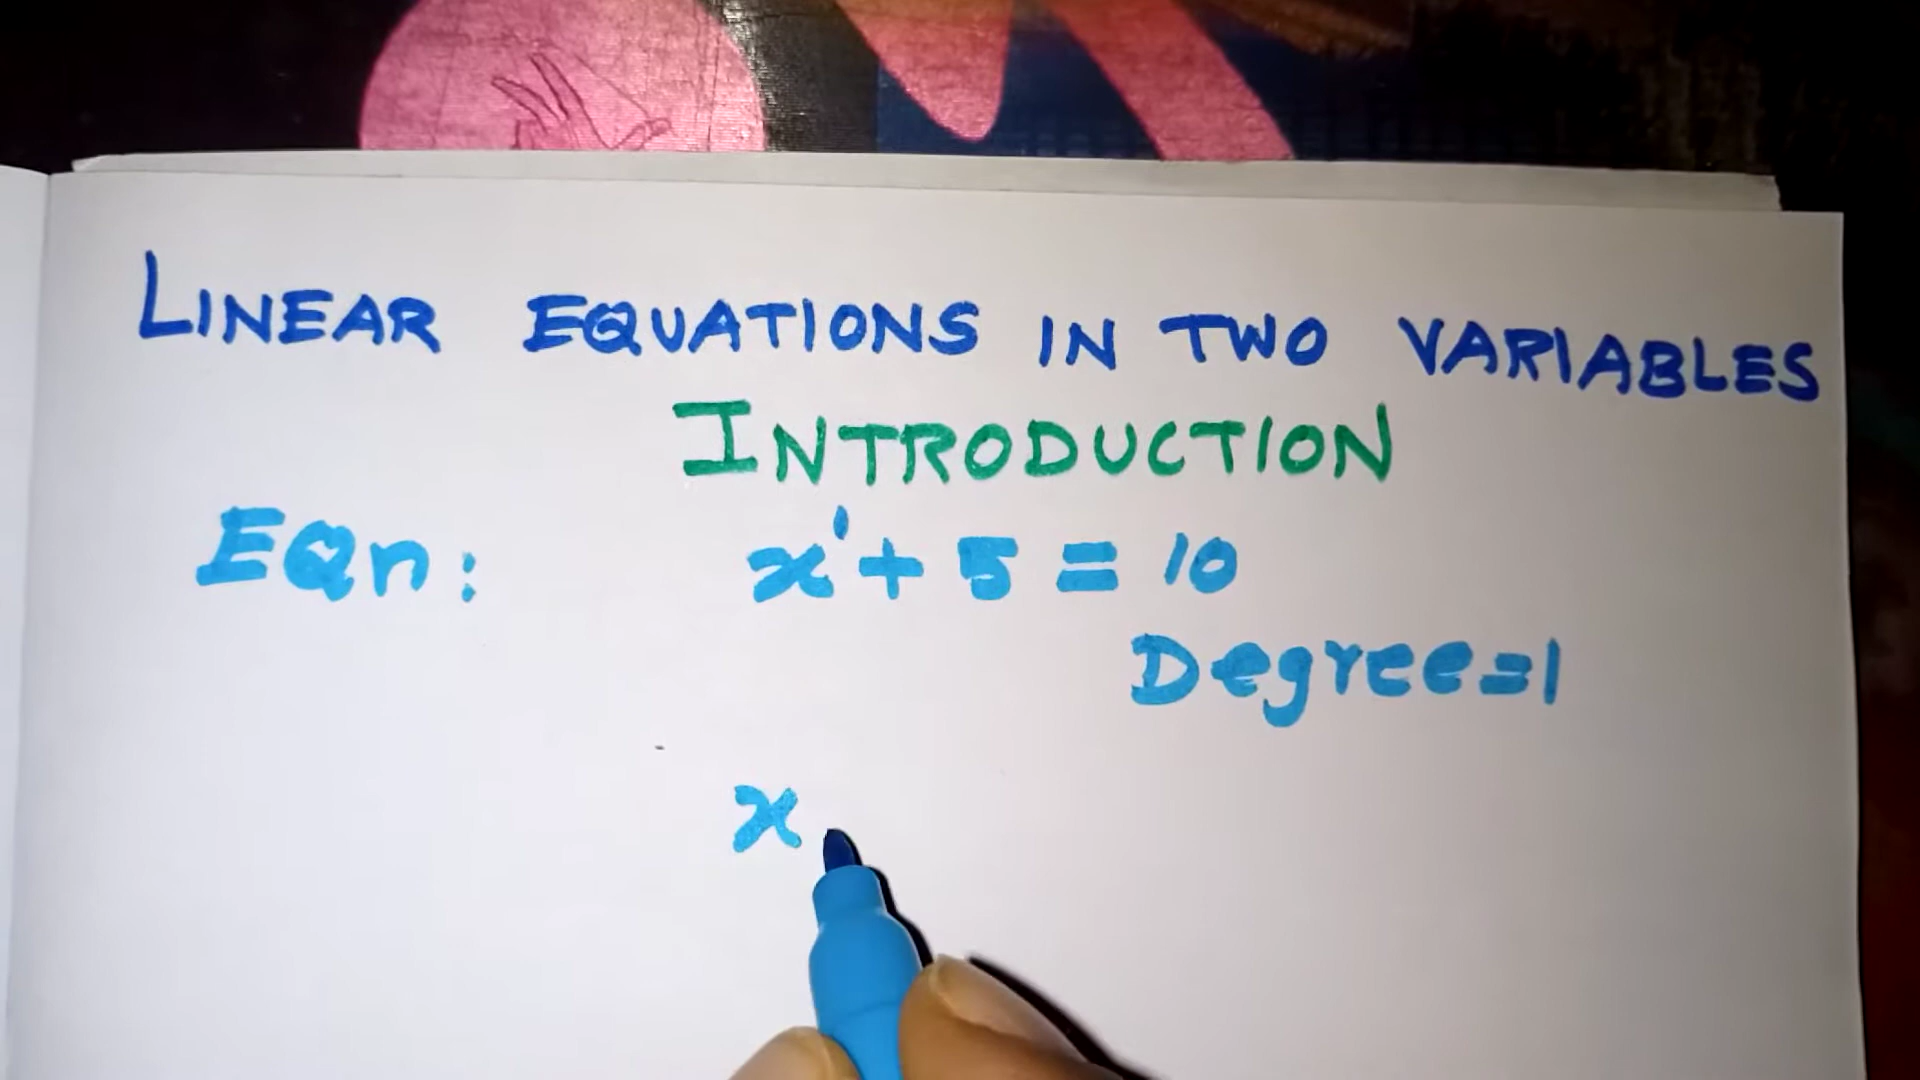 LINEAR EQUATIONS IN TWO VARIABLES
INTRODUCTION
EQn: x¹ + 5 = 10
Degree=1
x